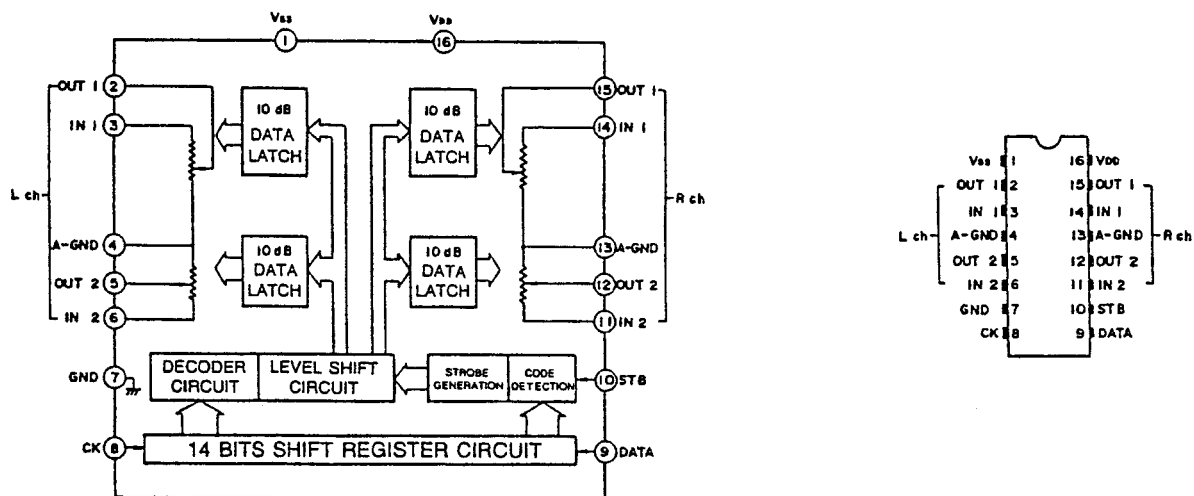 Vss
VDD
1
16
OUT 1 2
IN 1 3
L ch
A-GND 4
OUT 2 5
IN 2 6
GND 7
CK 8
10 dB
DATA
LATCH
10 dB
DATA
LATCH
10 dB
DATA
LATCH
10 dB
DATA
LATCH
15 OUT 1
14 IN 1
R ch
13 A-GND
12 OUT 2
11 IN 2
10 STB
9 DATA
DECODER
CIRCUIT
LEVEL SHIFT
CIRCUIT
STROBE
GENERATION
CODE
DETECTION
14 BITS SHIFT REGISTER CIRCUIT
Vss 1 16 VDD
OUT 1 2 15 OUT 1
IN 1 3 14 IN 1
L ch A-GND 4 13 A-GND R ch
OUT 2 5 12 OUT 2
IN 2 6 11 IN 2
GND 7 10 STB
CK 8 9 DATA